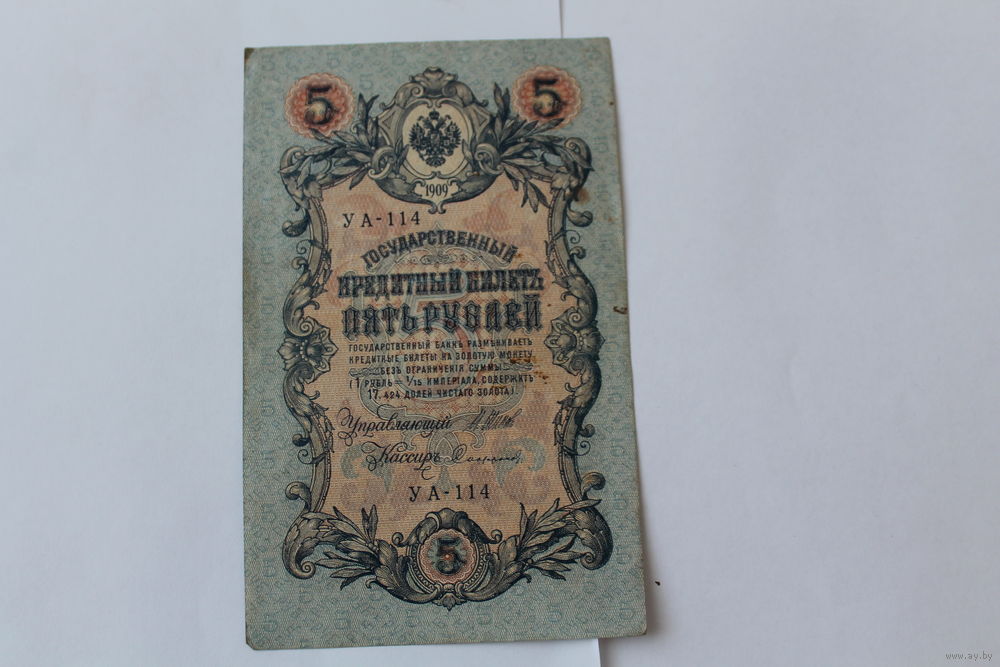 5 5
1909
УА-114
ГОСУДАРСТВЕННЫЙ
КРЕДИТНЫЙ БИЛЕТЪ
ПЯТЬ РУБЛЕЙ
ГОСУДАРСТВЕННЫЙ БАНКЪ РАЗМѢНИВАЕТЪ
КРЕДИТНЫЕ БИЛЕТЫ НА ЗОЛОТУЮ МОНЕТУ
БЕЗЪ ОГРАНИЧЕНІЯ СУММЫ
(1 РУБЛЬ = 1/15 ИМПЕРІАЛА, СОДЕРЖИТЪ
17,424 ДОЛЕЙ ЧИСТАГО ЗОЛОТА).
Управляющій
Кассиръ
УА-114
5
www.ay.by